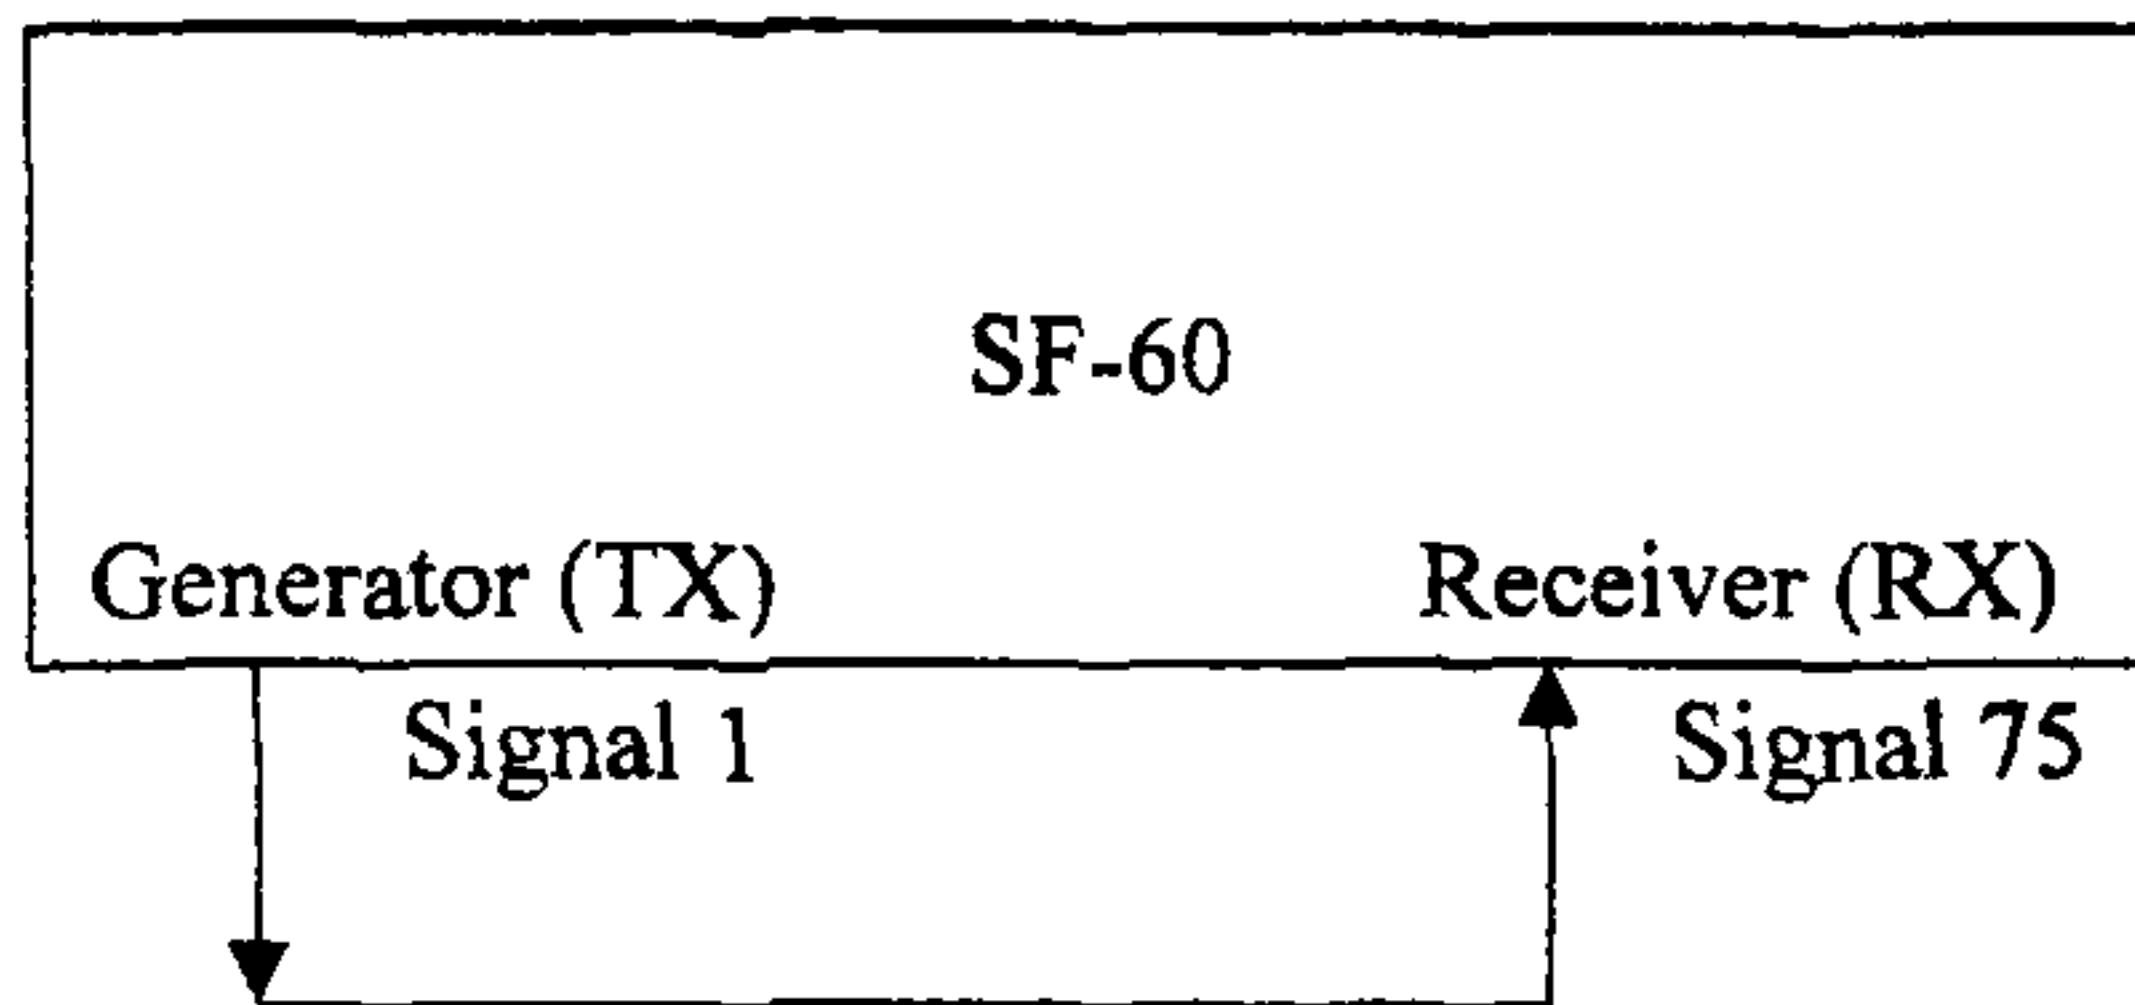 SF-60
Generator (TX) Receiver (RX)
Signal 1 Signal 75